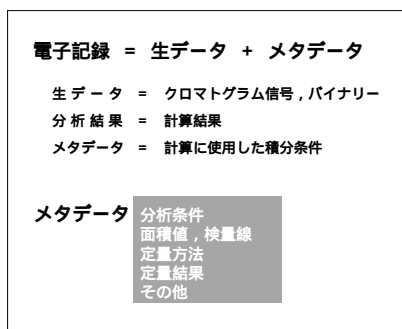 電子記録 = 生データ + メタデータ
生データ = クロマトグラム信号,バイナリー
分析結果 = 計算結果
メタデータ = 計算に使用した積分条件
メタデータ
分析条件
面積値,検量線
定量方法
定量結果
その他